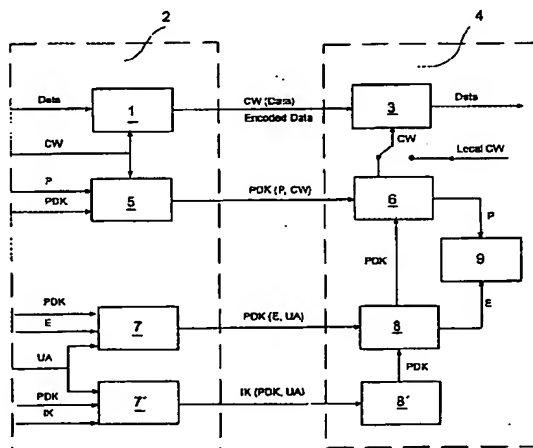 2
4
Data
1
CW (Data)
Encoded Data
3
Data
CW
CW
Local CW
P
PDK
5
PDK (P, CW)
6
P
PDK
9
PDK
E
7
PDK (E, UA)
8
E
UA
PDK
PDK
IK
7'
IK (PDK, UA)
8'